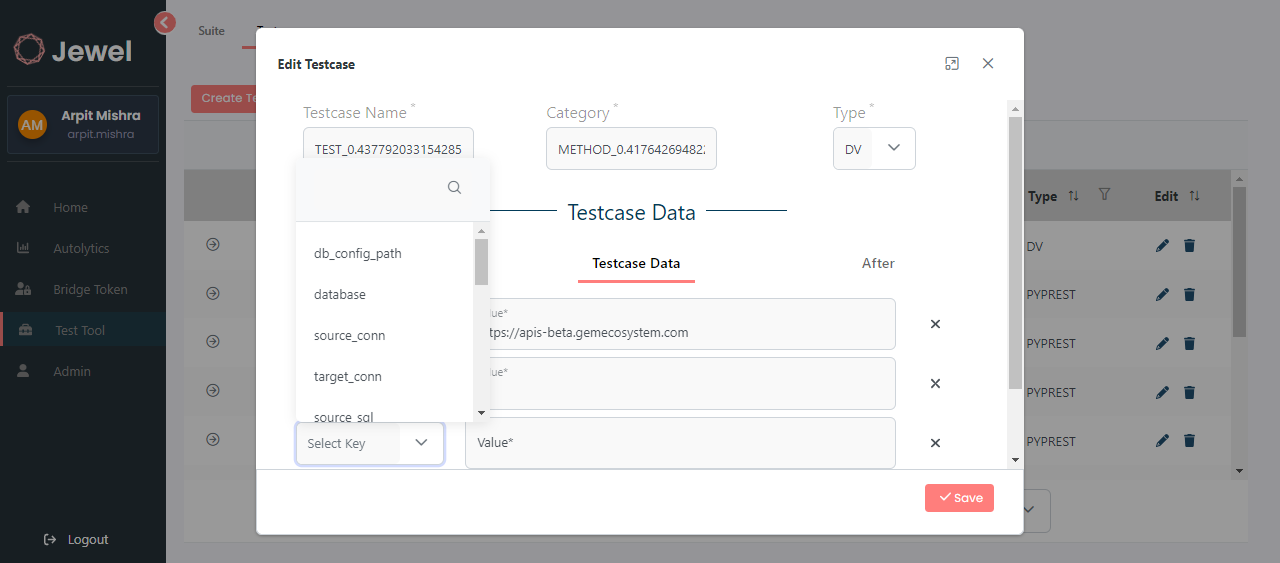 Jewel
AM
Arpit Mishra
arpit.mishra
Home
Autolytics
Bridge Token
Test Tool
Admin
Logout
Suite
Create Te
Edit Testcase
Testcase Name *
Category *
Type *
TEST_0.437792033154285
METHOD_0.41764269482
DV
Testcase Data
db_config_path
database
source_conn
target_conn
source_sql
Testcase Data
After
lue*
tps://apis-beta.gemecosystem.com
lue*
Select Key
Value*
Save
Type
Edit
DV
PYPREST
PYPREST
PYPREST
PYPREST